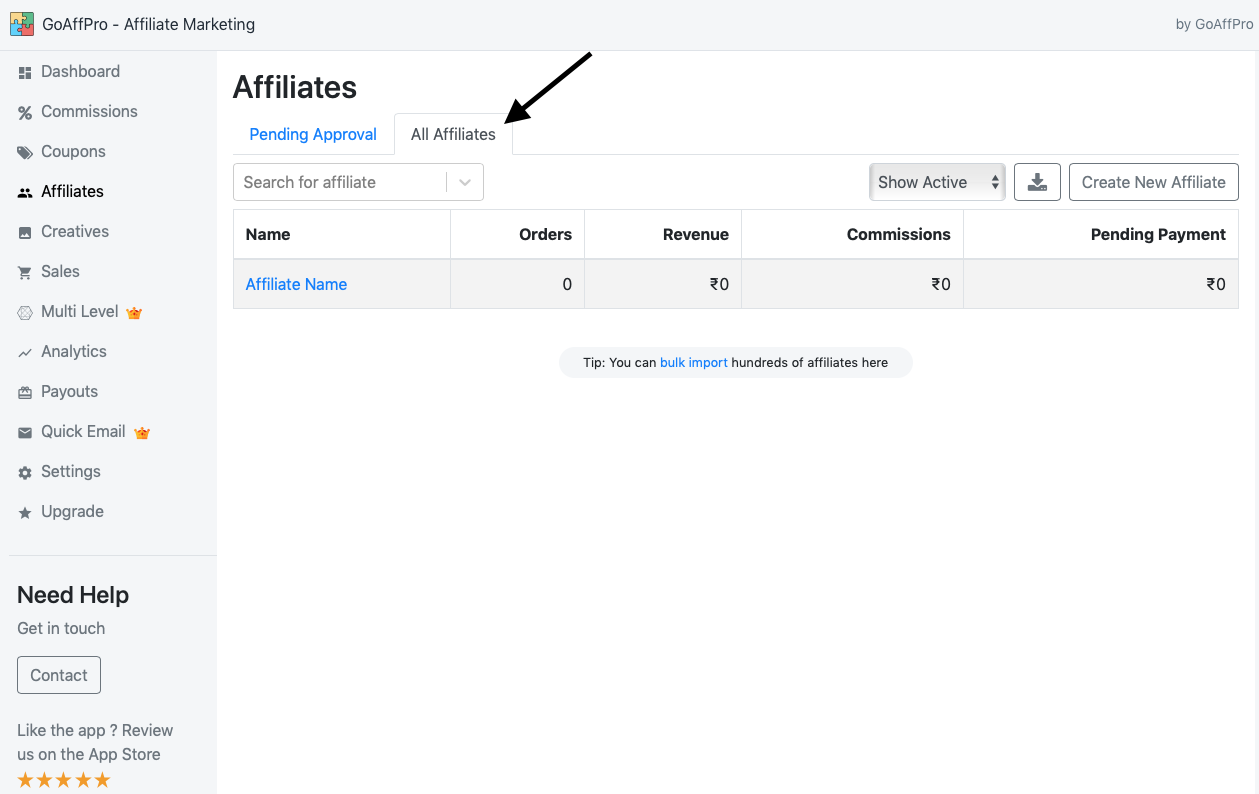 GoAffPro - Affiliate Marketing
by GoAffPro
Dashboard
Commissions
Coupons
Affiliates
Creatives
Sales
Multi Level
Analytics
Payouts
Quick Email
Settings
Upgrade
Need Help
Get in touch
Contact
Like the app ? Review
us on the App Store
Affiliates
Pending Approval All Affiliates
Search for affiliate Show Active Create New Affiliate
Name Orders Revenue Commissions Pending Payment
Affiliate Name 0 ₹0 ₹0 ₹0
Tip: You can bulk import hundreds of affiliates here